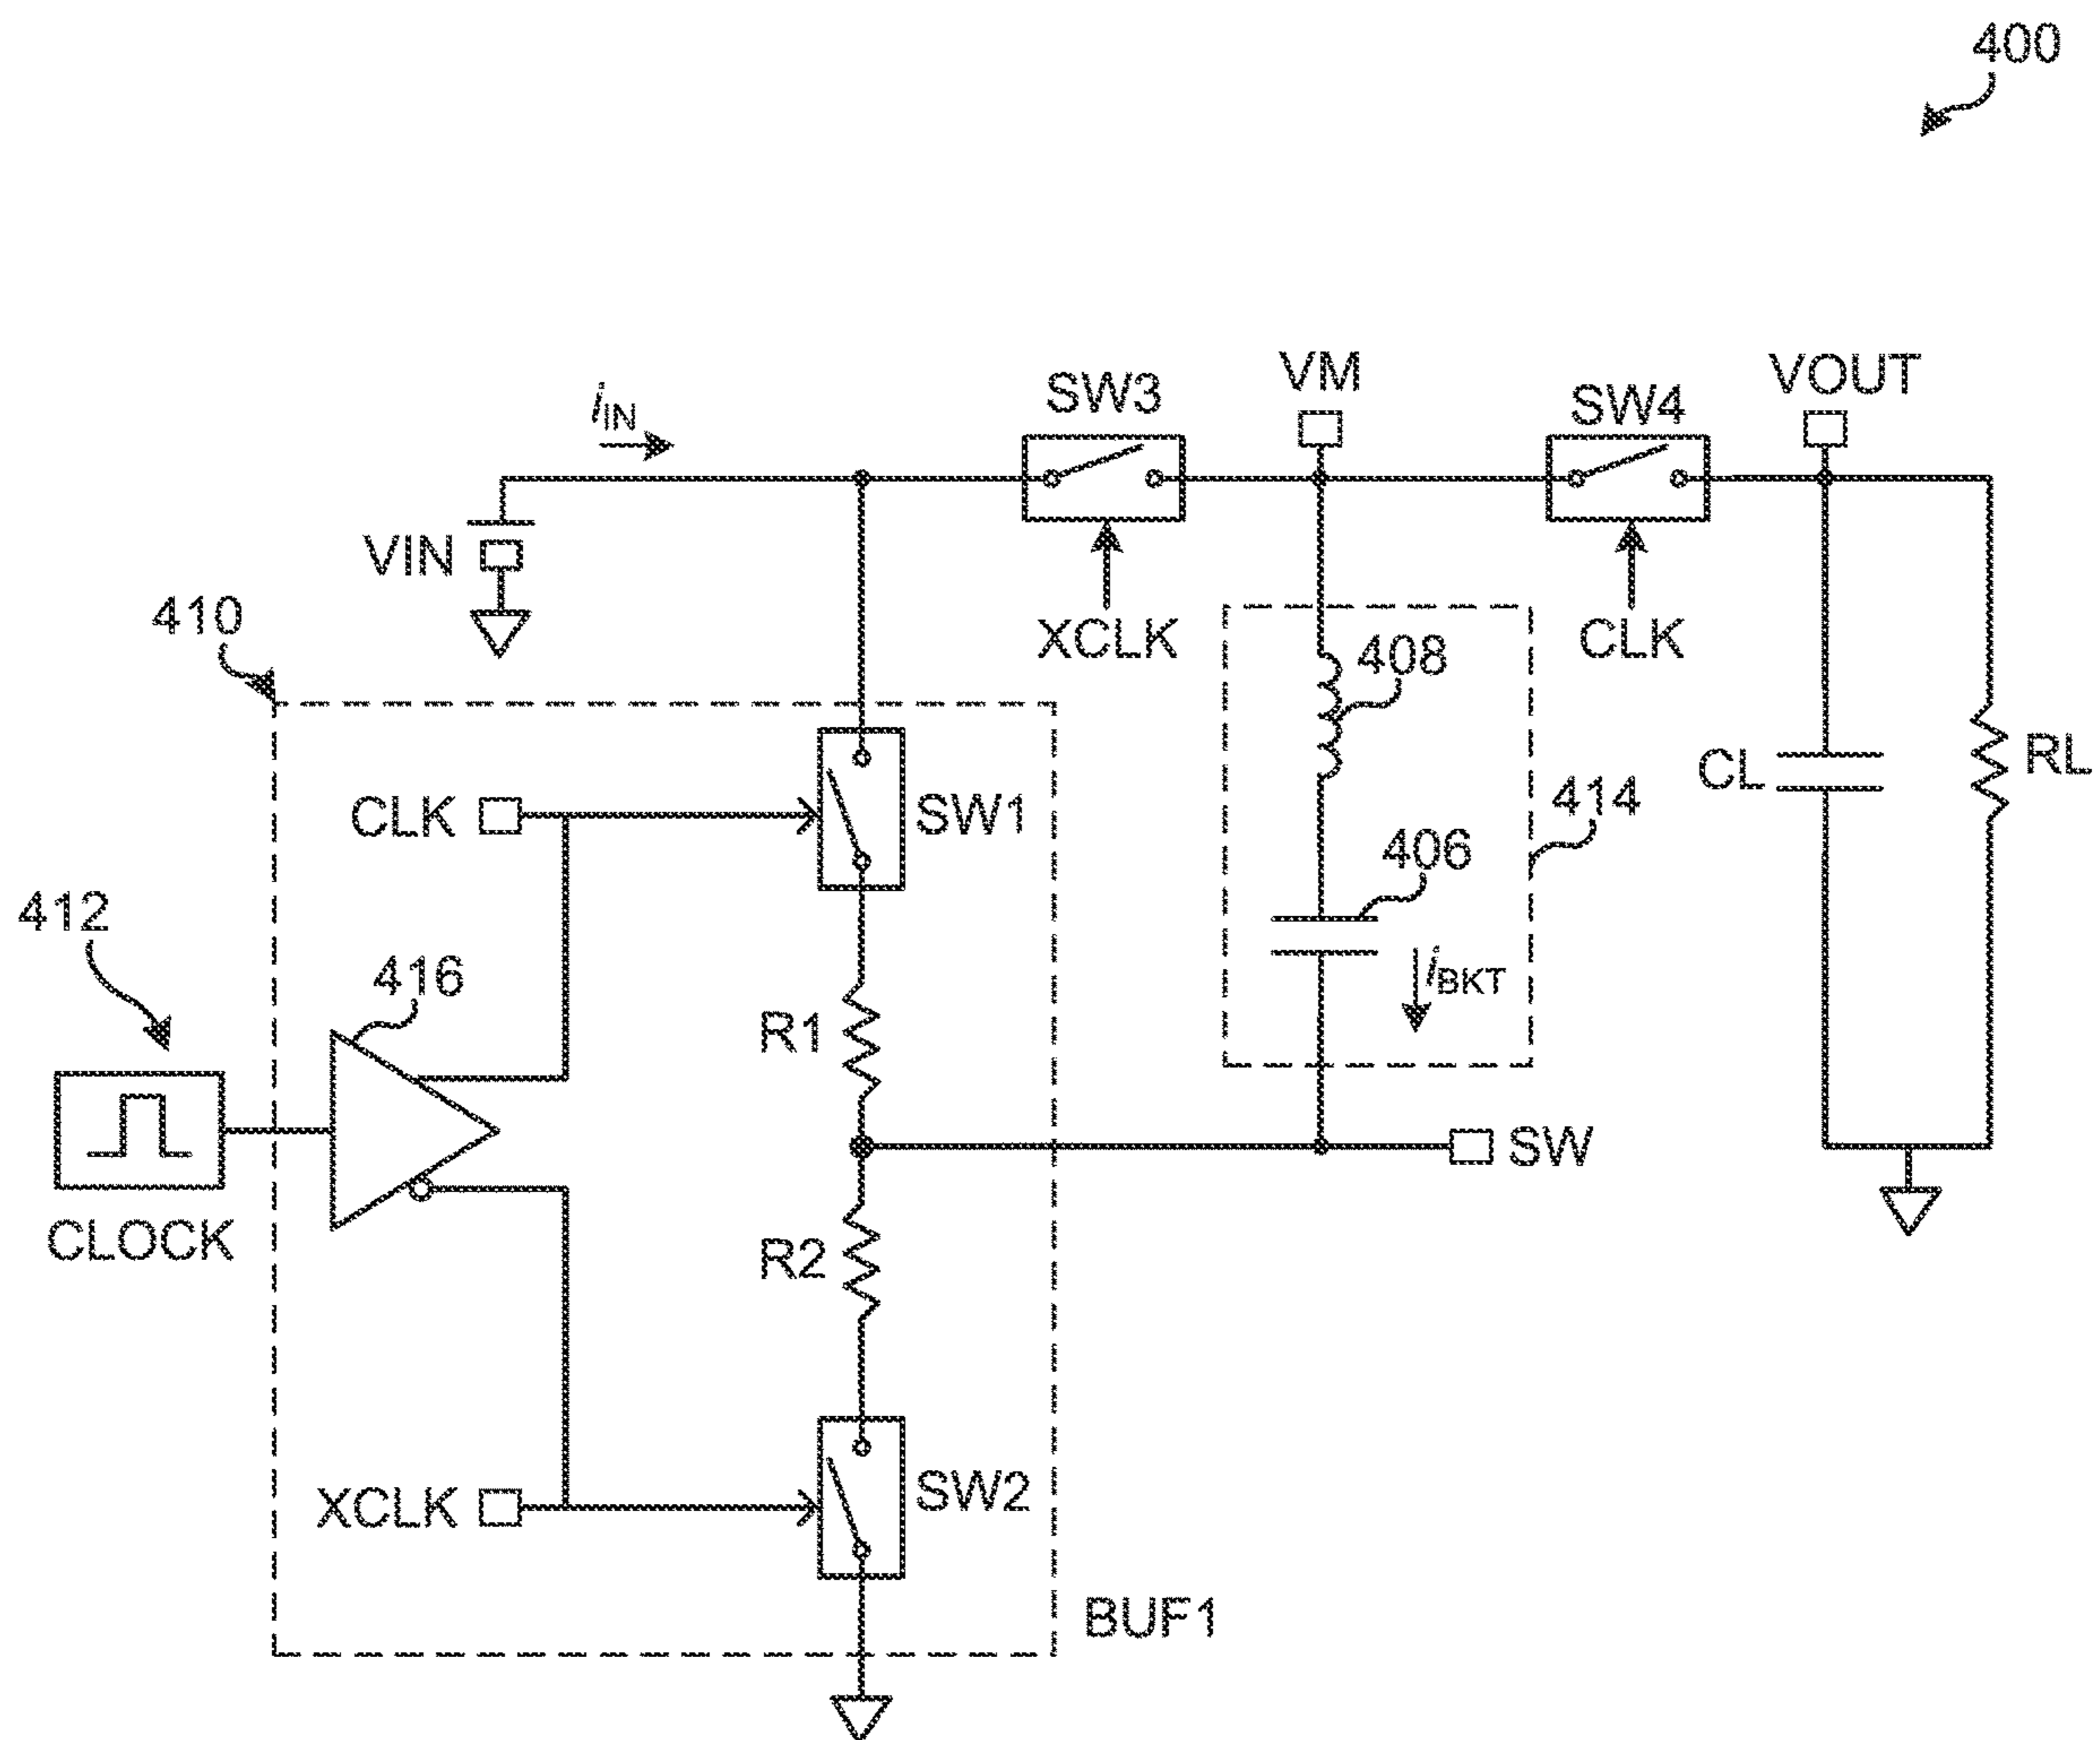 400
iIN
SW3
VM
SW4
VOUT
VIN
XCLK
CLK
410
408
CL
RL
CLK
SW1
414
406
412
416
iBKT
R1
SW
CLOCK
R2
XCLK
SW2
BUF1